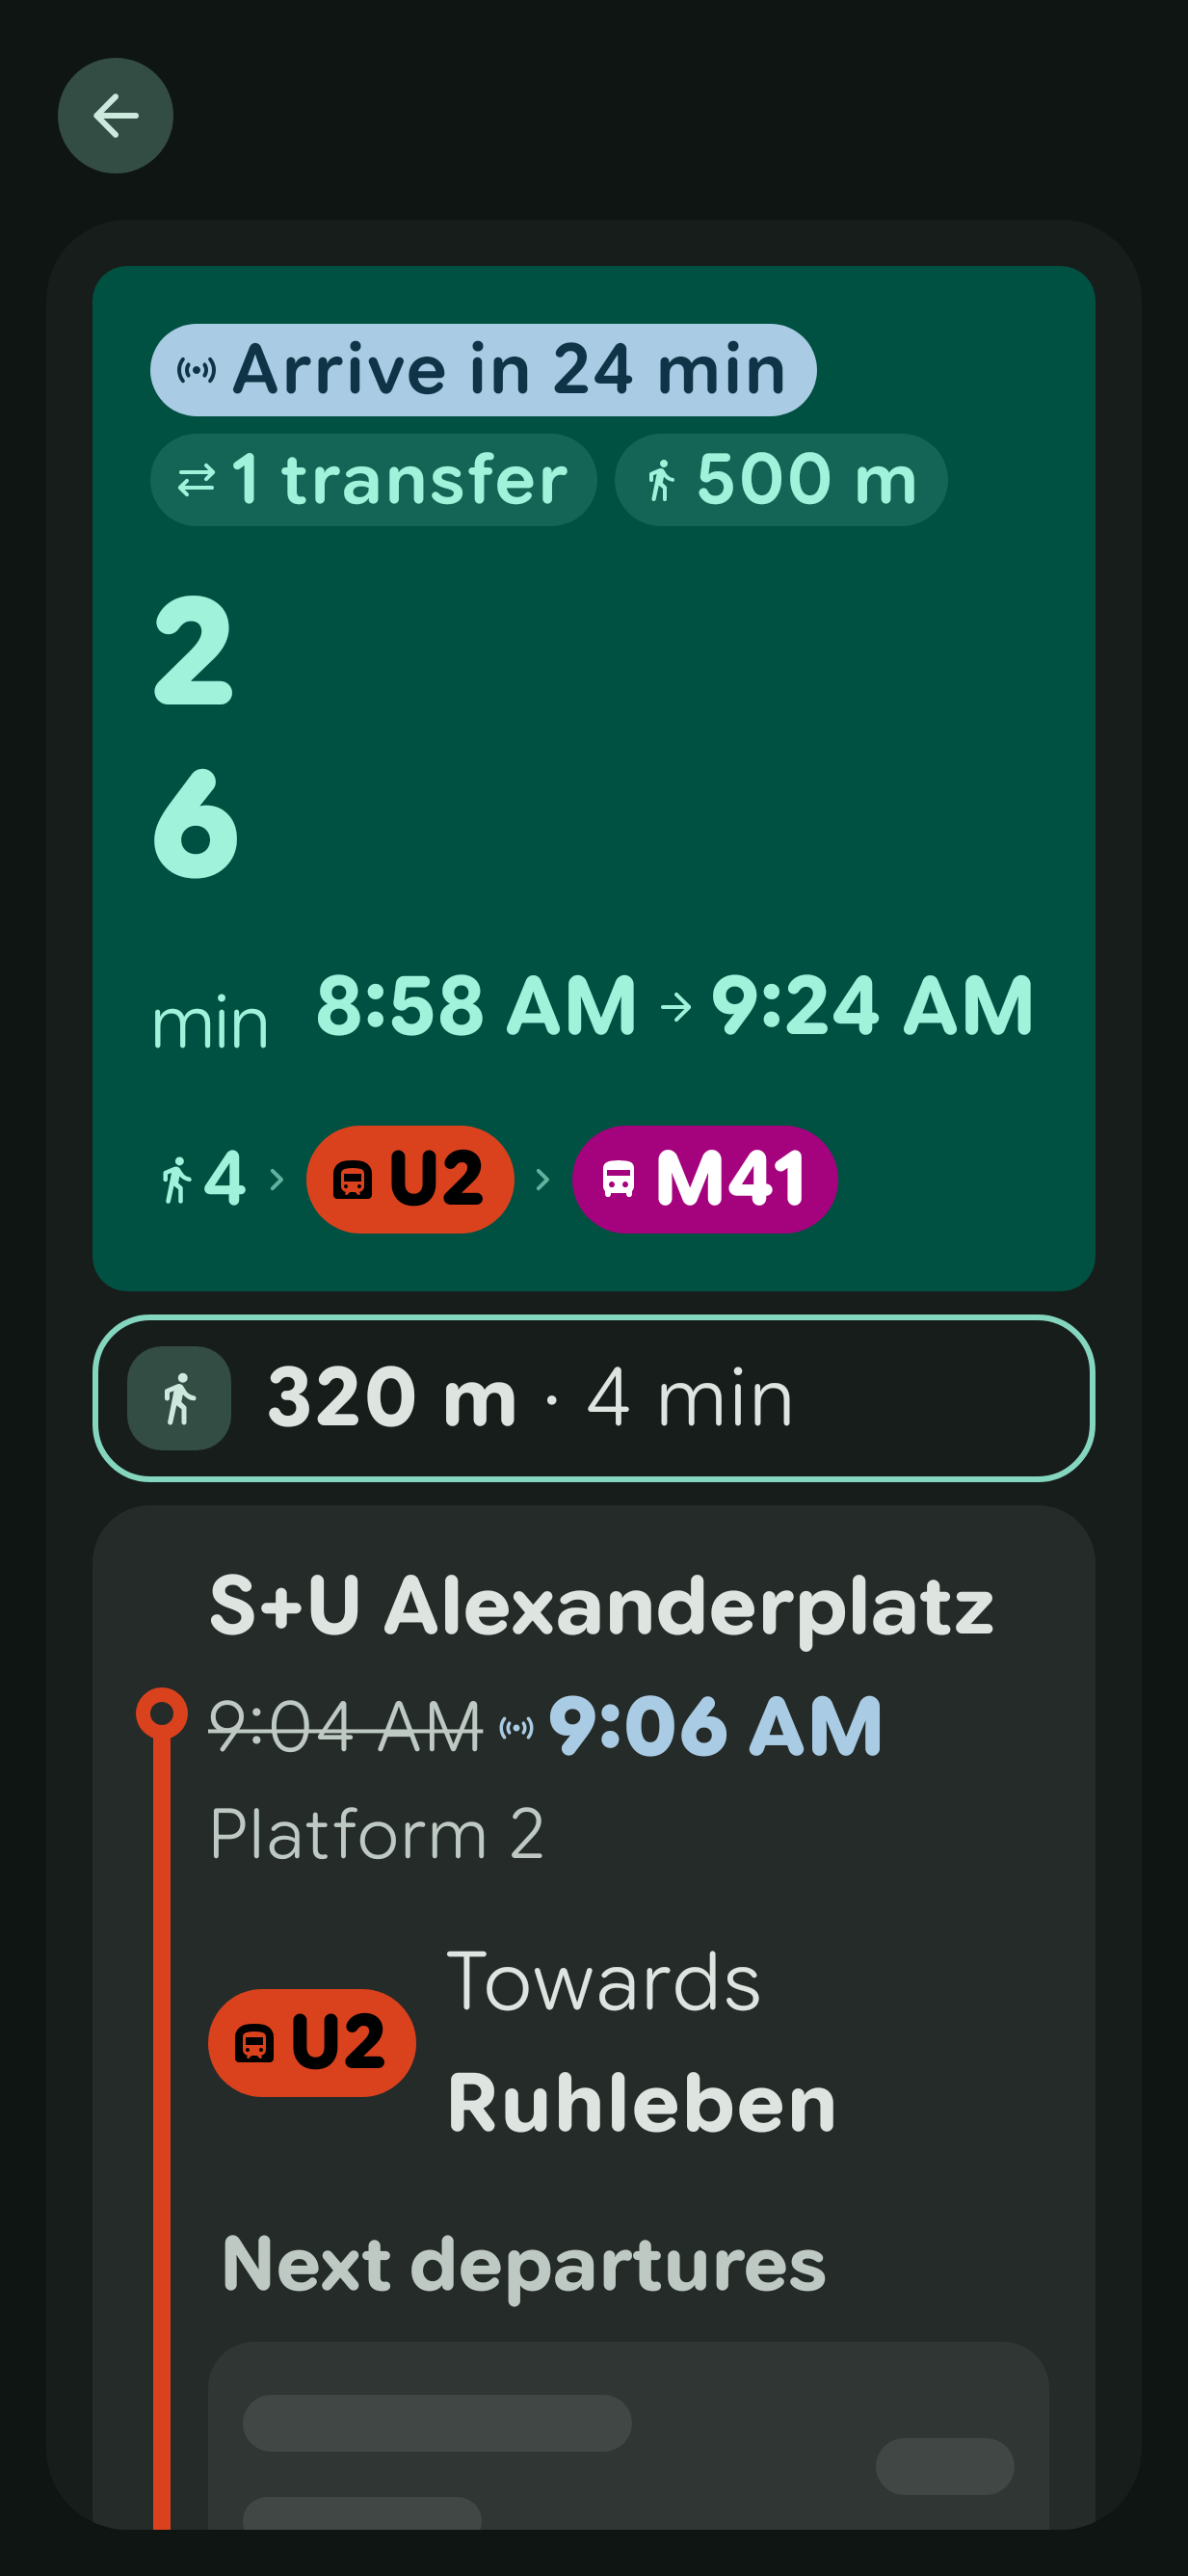 Arrive in 24 min
1 transfer 500 m
2
6
min 8:58 AM → 9:24 AM
4 › U2 › M41
320 m · 4 min
S+U Alexanderplatz
9:04 AM 9:06 AM
Platform 2
Towards
U2
Ruhleben
Next departures